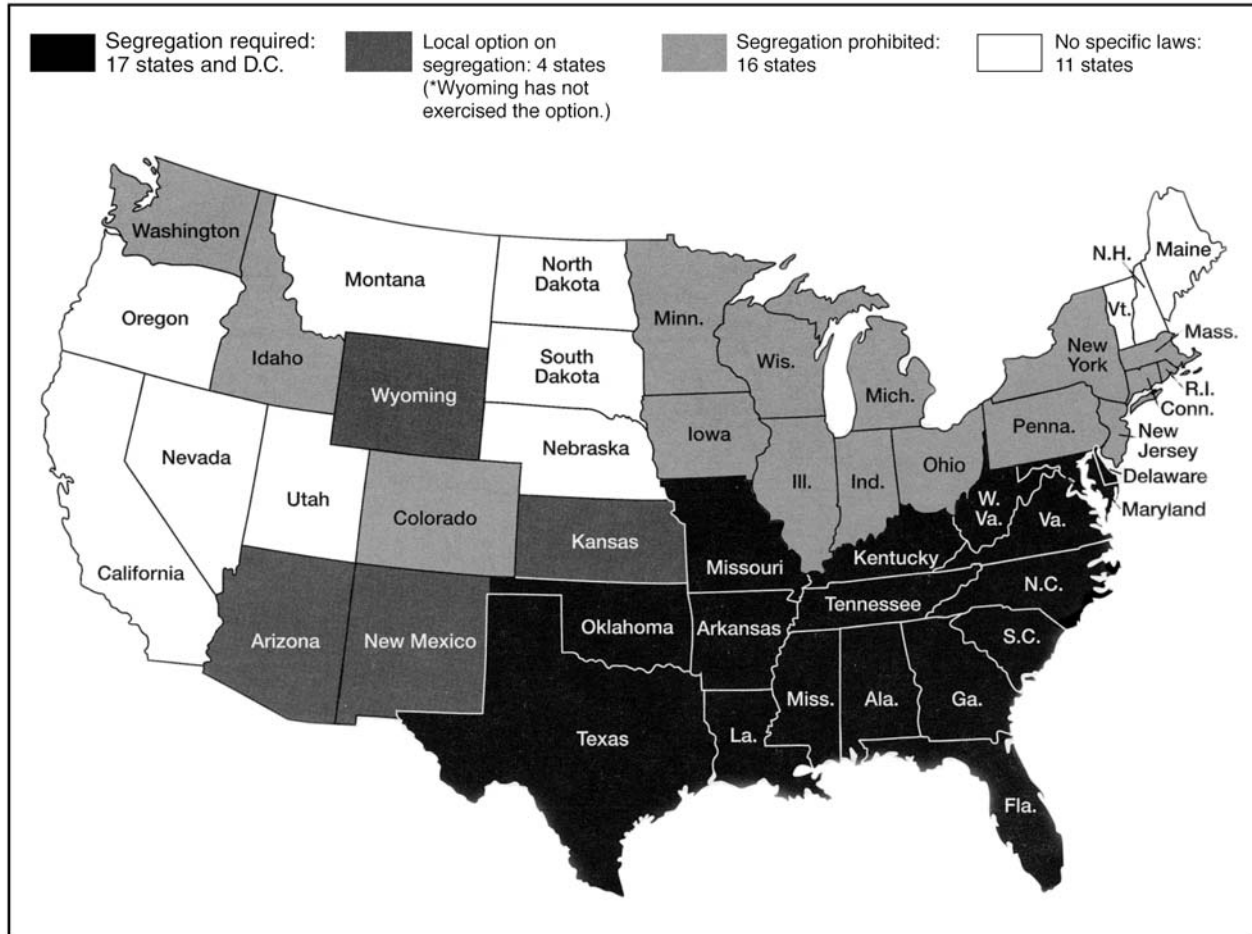 Segregation required:
17 states and D.C.
Local option on
segregation: 4 states
(*Wyoming has not
exercised the option.)
Segregation prohibited:
16 states
No specific laws:
11 states
Washington
Montana
North
Dakota
Minn.
N.H.
Maine
Vt.
Oregon
Idaho
South
Dakota
Wis.
Mich.
New
York
Mass.
Wyoming
R.I.
Conn.
Nevada
Nebraska
Iowa
Penna.
New
Jersey
Utah
Colorado
Ill.
Ind.
Ohio
Delaware
W.
Va.
Va.
Maryland
California
Kansas
Missouri
Kentucky
Arizona
New Mexico
Oklahoma
Arkansas
Tennessee
N.C.
S.C.
Texas
La.
Miss.
Ala.
Ga.
Fla.